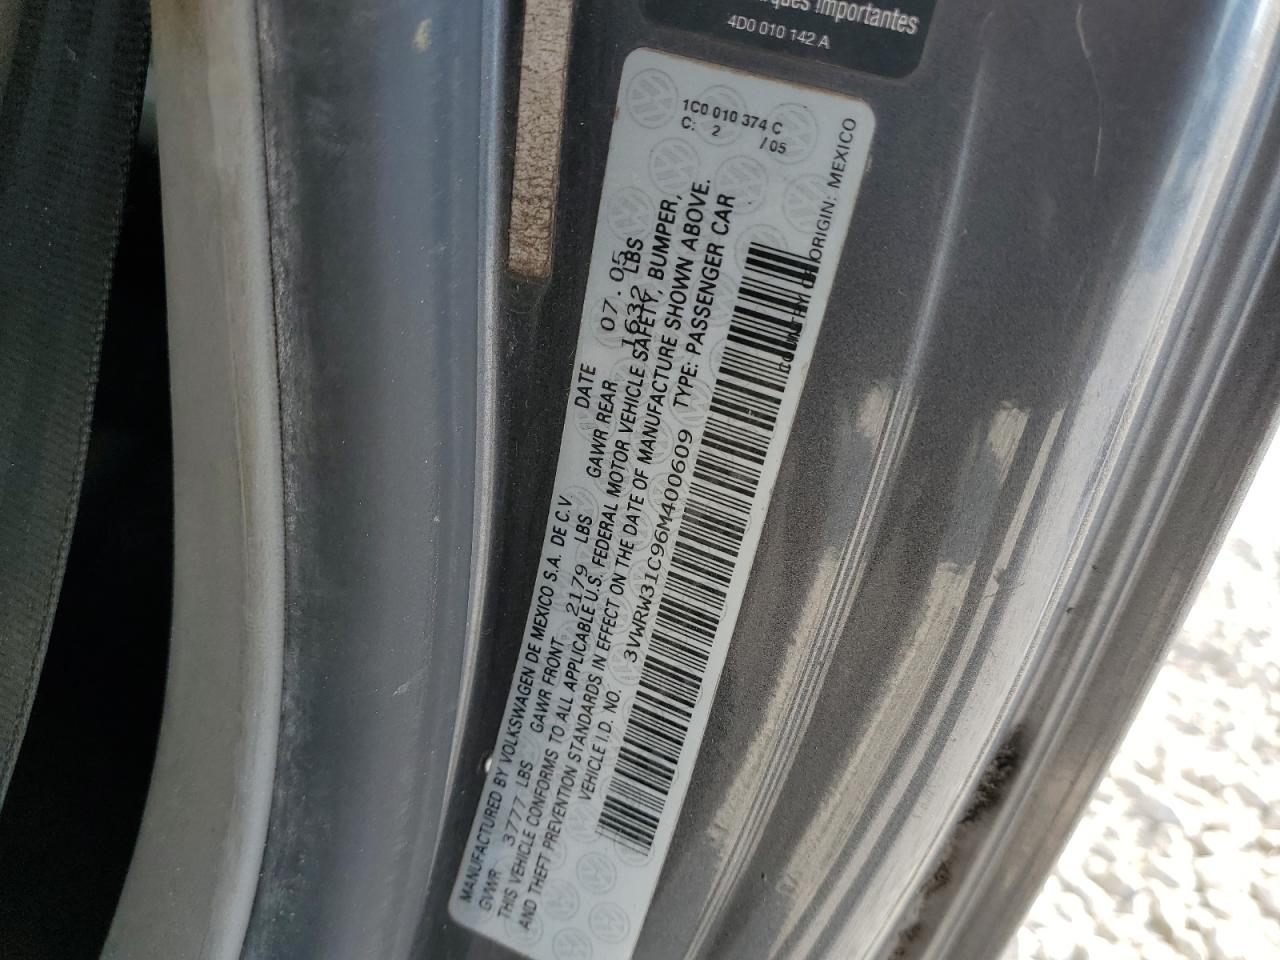 rques Importantes
4D0 010 142 A
1C0 010 374 C
C: 2 /05
MANUFACTURED BY VOLKSWAGEN DE MEXICO S.A. DE C.V. DATE 07.05
GVWR 3777 LBS GAWR FRONT 2179 LBS GAWR REAR 1632 LBS
THIS VEHICLE CONFORMS TO ALL APPLICABLE U.S. FEDERAL MOTOR VEHICLE SAFETY, BUMPER,
AND THEFT PREVENTION STANDARDS IN EFFECT ON THE DATE OF MANUFACTURE SHOWN ABOVE.
VEHICLE I.D. NO. 3VWRW31C96M400609 TYPE: PASSENGER CAR
COUNTRY OF ORIGIN: MEXICO